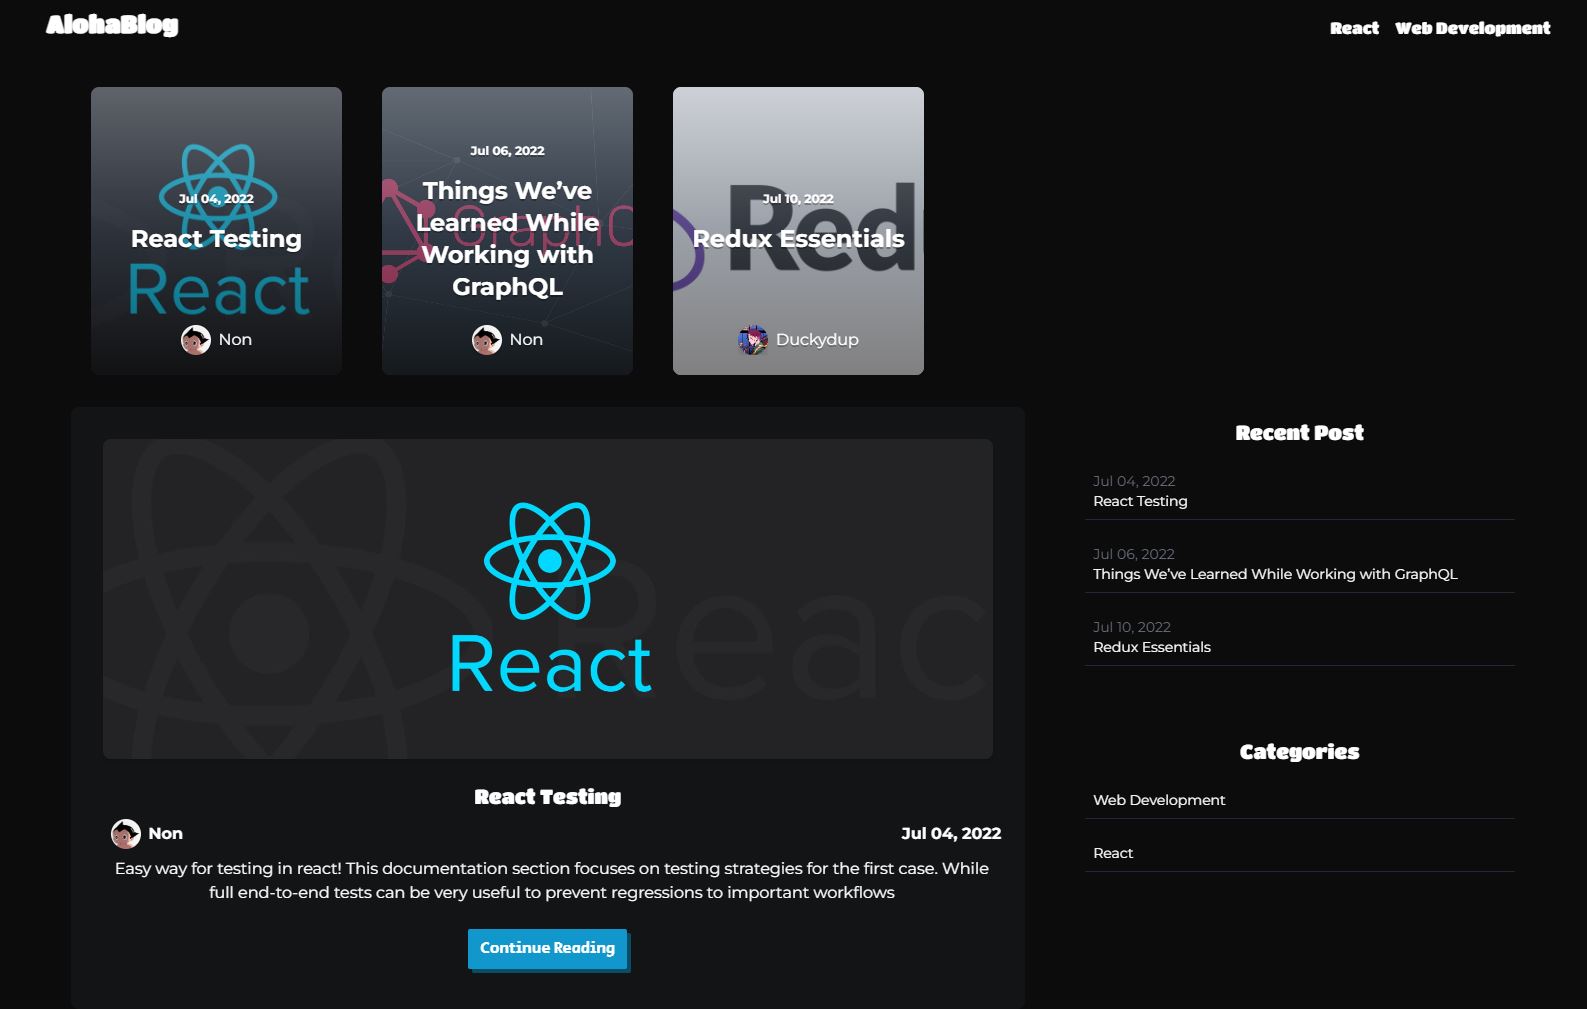 AlohaBlog
React Web Development
Jul 04, 2022
React Testing
React
Non
Jul 06, 2022
Things We’ve
Learned While
Working with
GraphQL
Non
Jul 10, 2022
Redux Essentials
Red
Duckydup
React
Reac
React Testing
Non Jul 04, 2022
Easy way for testing in react! This documentation section focuses on testing strategies for the first case. While
full end-to-end tests can be very useful to prevent regressions to important workflows
Continue Reading
Recent Post
Jul 04, 2022
React Testing
Jul 06, 2022
Things We’ve Learned While Working with GraphQL
Jul 10, 2022
Redux Essentials
Categories
Web Development
React